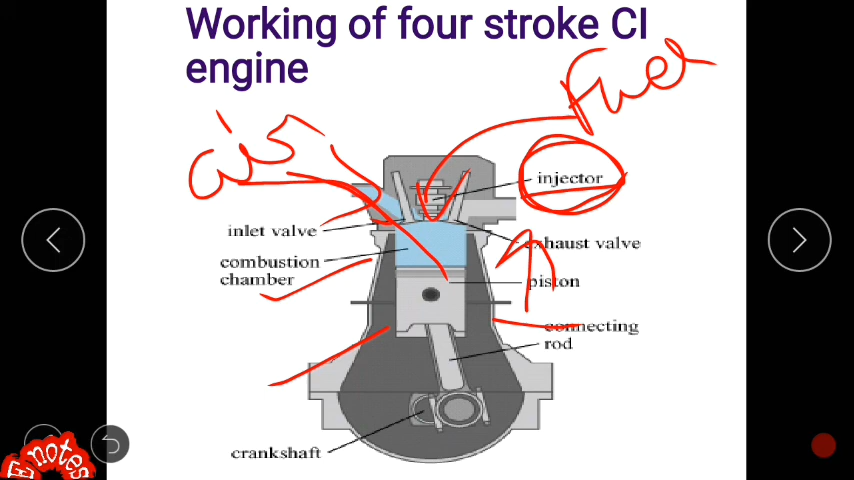 Working of four stroke CI
engine
Fuel
air
injector
inlet valve
exhaust valve
combustion
chamber
piston
connecting
rod
crankshaft
E notes